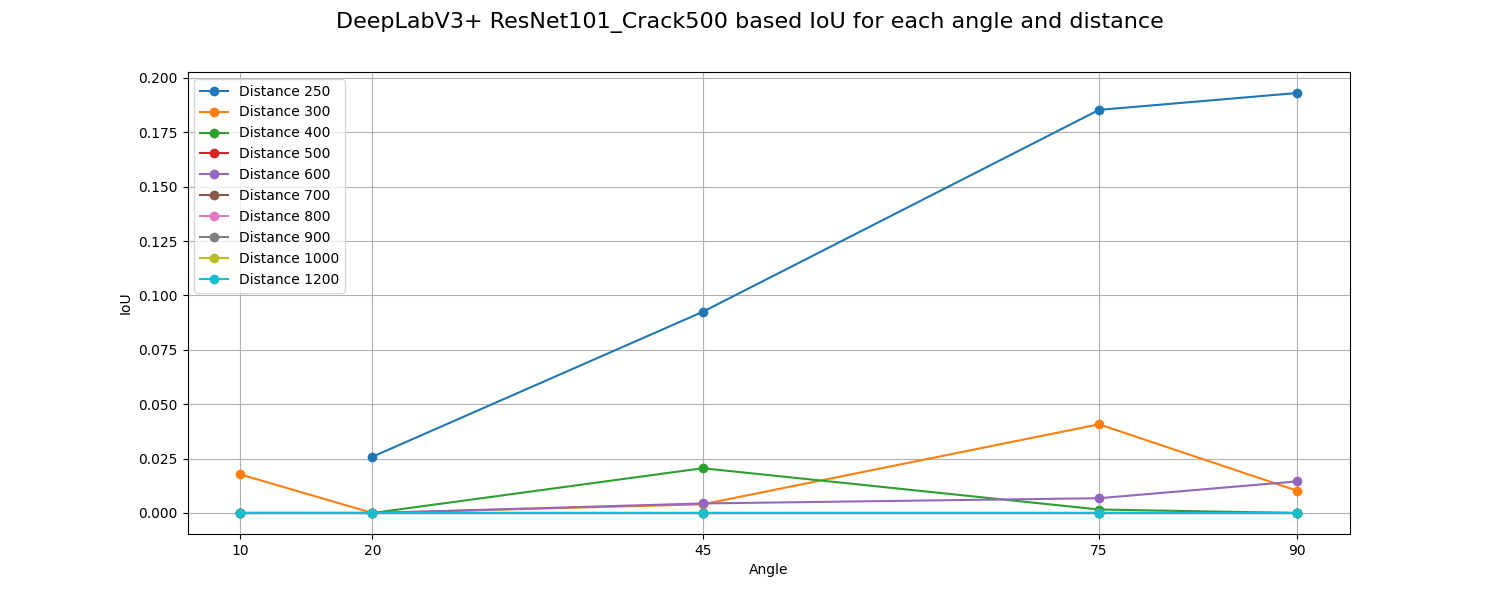 DeepLabV3+ ResNet101_Crack500 based IoU for each angle and distance
0.200
0.175
0.150
0.125
0.100
0.075
0.050
0.025
0.000
IoU
Distance 250
Distance 300
Distance 400
Distance 500
Distance 600
Distance 700
Distance 800
Distance 900
Distance 1000
Distance 1200
10 20 45 75 90
Angle